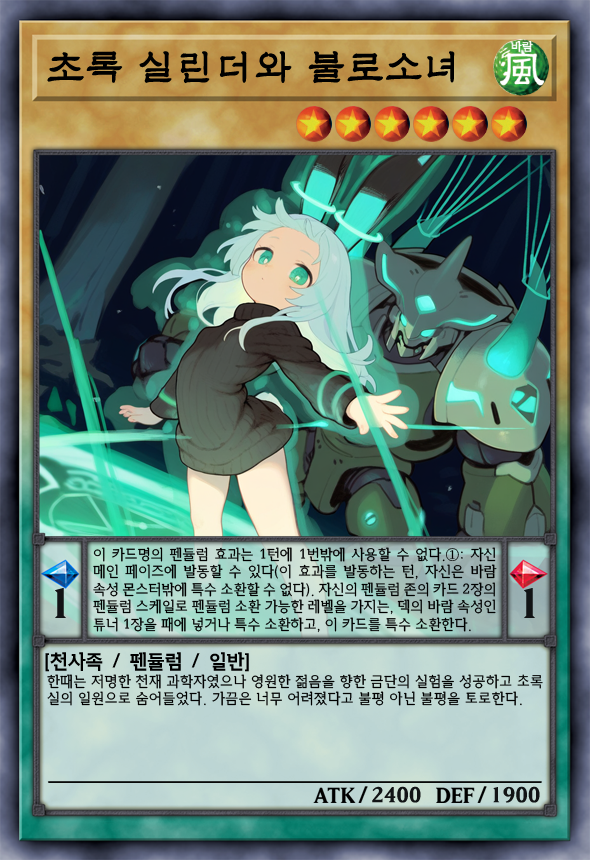 초록 실린더와 불로소녀
바람
風
이 카드명의 펜듈럼 효과는 1턴에 1번밖에 사용할 수 없다.①: 자신
메인 페이즈에 발동할 수 있다(이 효과를 발동하는 턴, 자신은 바람
속성 몬스터밖에 특수 소환할 수 없다). 자신의 펜듈럼 존의 카드 2장의
펜듈럼 스케일로 펜듈럼 소환 가능한 레벨을 가지는, 덱의 바람 속성인
튜너 1장을 패에 넣거나 특수 소환하고, 이 카드를 특수 소환한다.
1
1
[천사족 / 펜듈럼 / 일반]
한때는 저명한 천재 과학자였으나 영원한 젊음을 향한 금단의 실험을 성공하고 초록
실의 일원으로 숨어들었다. 가끔은 너무 어려졌다고 불평 아닌 불평을 토로한다.
ATK/2400 DEF/1900